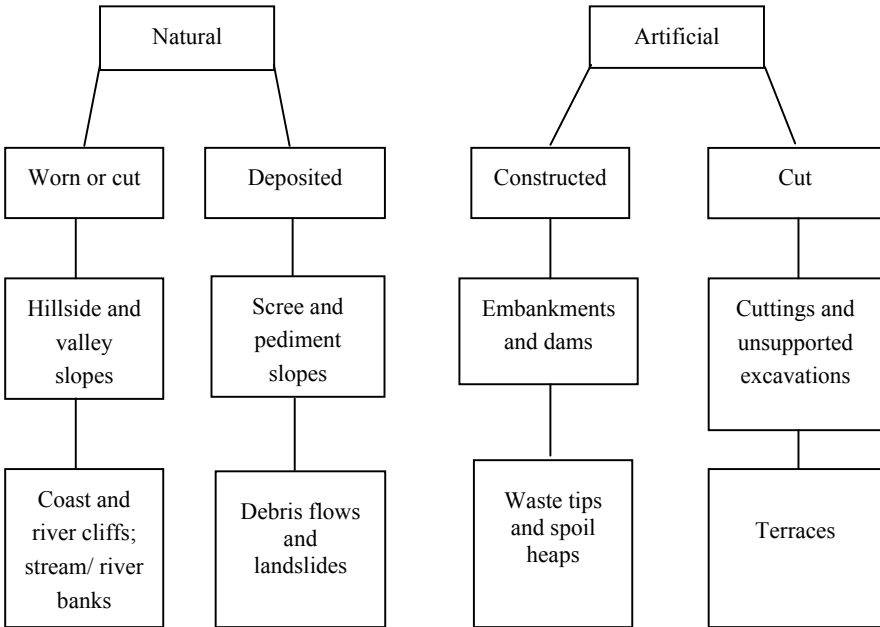 Natural
Artificial
Worn or cut
Deposited
Constructed
Cut
Hillside and
valley
slopes
Scree and
pediment
slopes
Embankments
and dams
Cuttings and
unsupported
excavations
Coast and
river cliffs;
stream/ river
banks
Debris flows
and
landslides
Waste tips
and spoil
heaps
Terraces